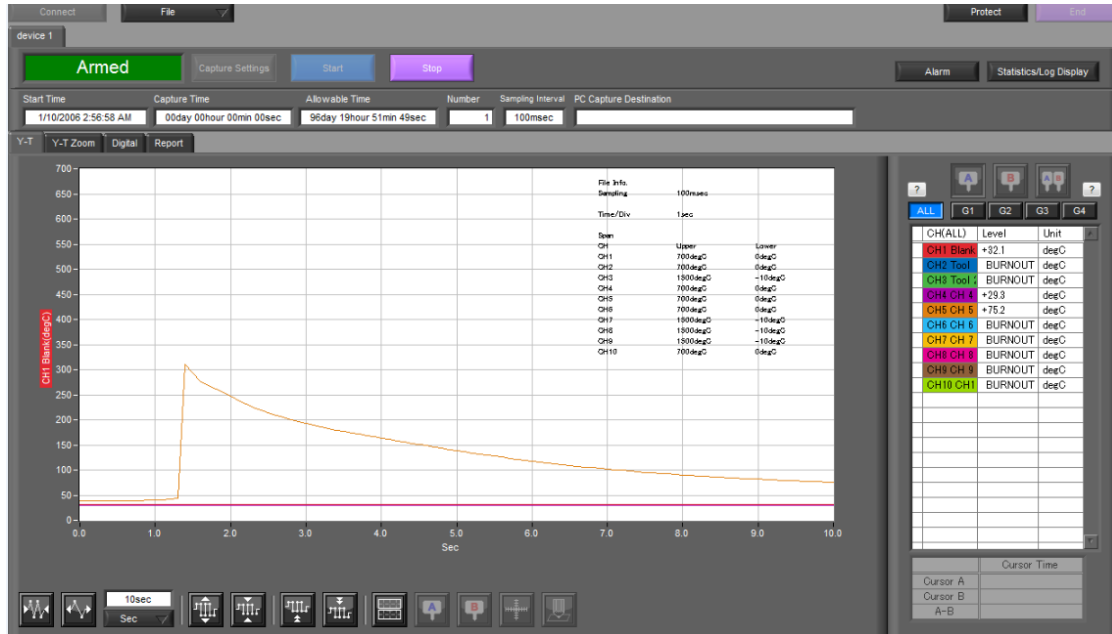 Connect File Protect End
device 1
Armed Capture Settings Start Stop Alarm Statistics/Log Display
Start Time Capture Time Allowable Time Number Sampling Interval PC Capture Destination
1/10/2006 2:56:58 AM 00day 00hour 00min 00sec 96day 19hour 51min 49sec 1 100msec
Y-T Y-T Zoom Digital Report
700
650
600
550
500
450
400
350
300
250
200
150
100
50
0
CH1 Blank(degC)
0.0 1.0 2.0 3.0 4.0 5.0 6.0 7.0 8.0 9.0 10.0
Sec
File Info.
Sampling 100msec
Time/Div 1sec
Span
CH Upper Lower
CH1 700degC 0degC
CH2 700degC 0degC
CH3 1300degC -10degC
CH4 700degC 0degC
CH5 700degC 0degC
CH6 700degC 0degC
CH7 1300degC -10degC
CH8 1300degC -10degC
CH9 1300degC -10degC
CH10 700degC 0degC
A B A B
? ?
ALL G1 G2 G3 G4
CH(ALL) Level Unit
CH1 Blank +32.1 degC
CH2 Tool BURNOUT degC
CH3 Tool 2 BURNOUT degC
CH4 CH 4 +29.3 degC
CH5 CH 5 +75.2 degC
CH6 CH 6 BURNOUT degC
CH7 CH 7 BURNOUT degC
CH8 CH 8 BURNOUT degC
CH9 CH 9 BURNOUT degC
CH10 CH1 BURNOUT degC
Cursor Time
Cursor A
Cursor B
A-B
10sec
Sec
A B